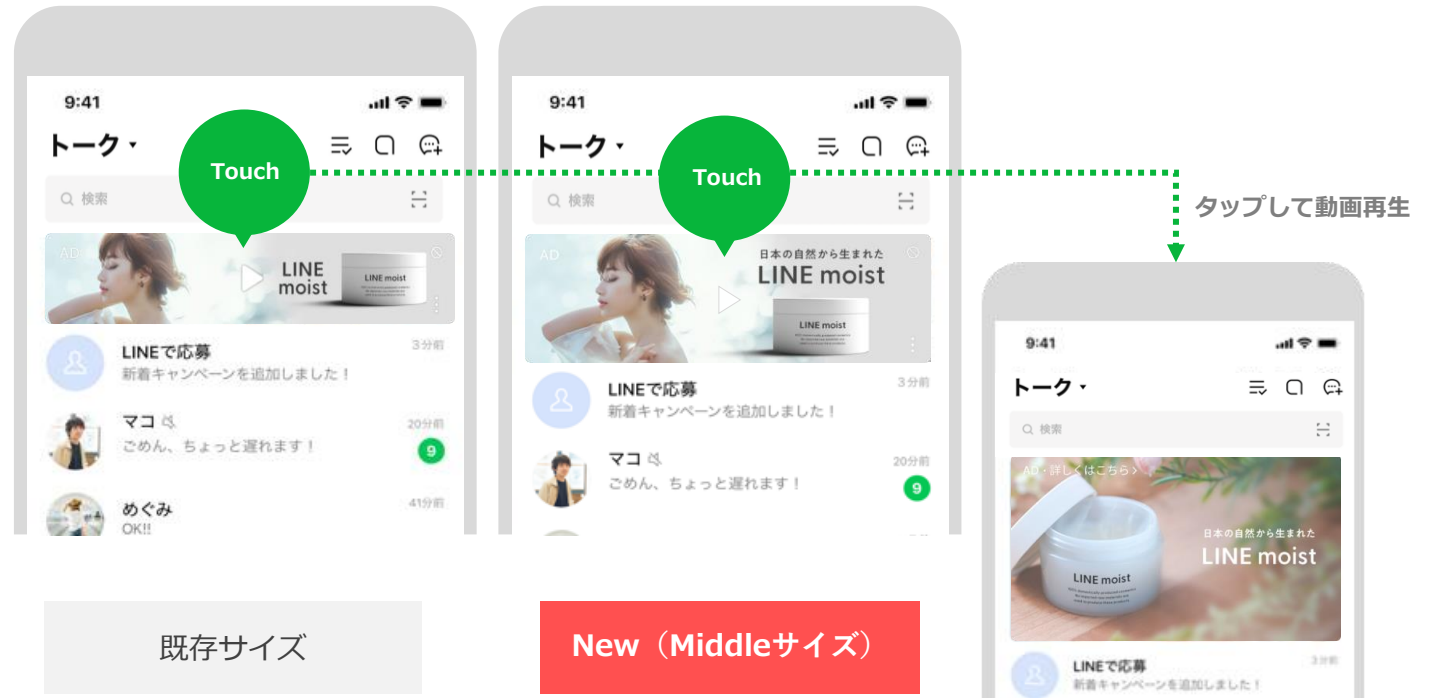 9:41
トーク
Touch
検索
AD
LINE
moist
LINE moist
LINEで応募
3分前
新着キャンペーンを追加しました！
マコ
20分前
ごめん、ちょっと遅れます！
9
めぐみ
41分前
OK!!
既存サイズ
9:41
トーク
Touch
検索
AD
日本の自然から生まれた
LINE moist
LINE moist
LINEで応募
3分前
新着キャンペーンを追加しました！
マコ
20分前
ごめん、ちょっと遅れます！
9
New（Middleサイズ）
タップして動画再生
9:41
トーク
検索
AD・詳しくはこちら
日本の自然から生まれた
LINE moist
LINE moist
LINEで応募
3分前
新着キャンペーンを追加しました！